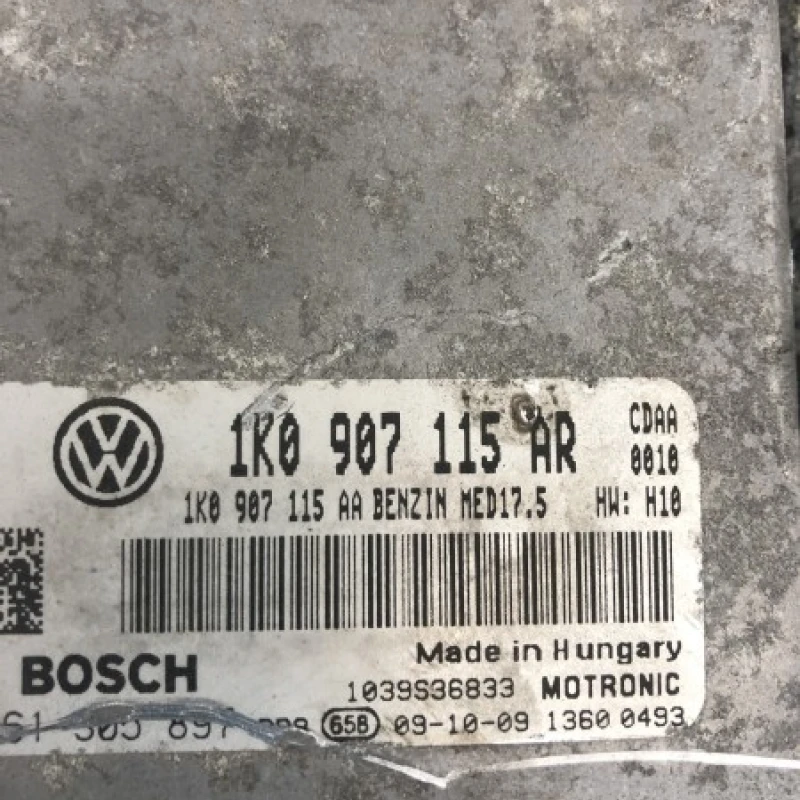 1K0 907 115 AR
CDAA
0010
1K0 907 115 AA BENZIN MED17.5 HW: H10
Made in Hungary
BOSCH
1039S36833 MOTRONIC
658 09-10-09 1360 0493